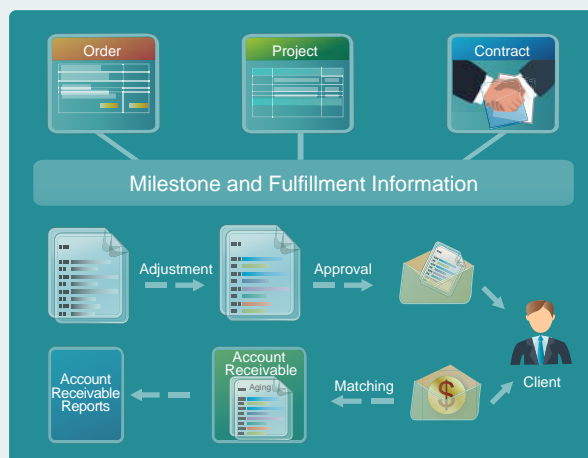 Order
Project
Contract
Milestone and Fulfillment Information
Adjustment
Approval
Account
Receivable
Aging
Account
Receivable
Reports
Matching
$
Client